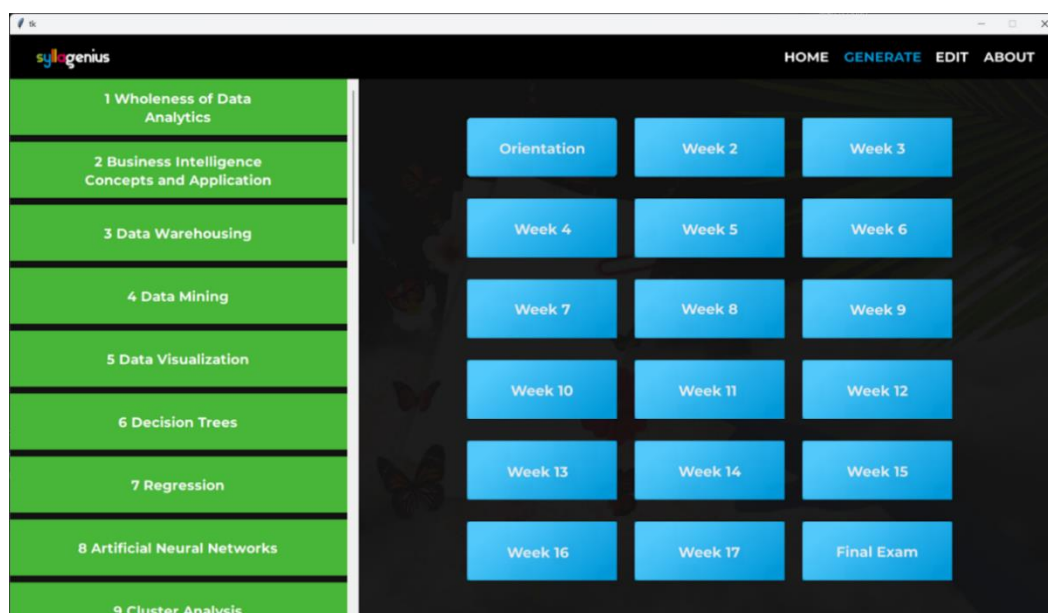 tk
syllagenius
HOME GENERATE EDIT ABOUT
1 Wholeness of Data
Analytics
2 Business Intelligence
Concepts and Application
3 Data Warehousing
4 Data Mining
5 Data Visualization
6 Decision Trees
7 Regression
8 Artificial Neural Networks
9 Cluster Analysis
Orientation
Week 2
Week 3
Week 4
Week 5
Week 6
Week 7
Week 8
Week 9
Week 10
Week 11
Week 12
Week 13
Week 14
Week 15
Week 16
Week 17
Final Exam